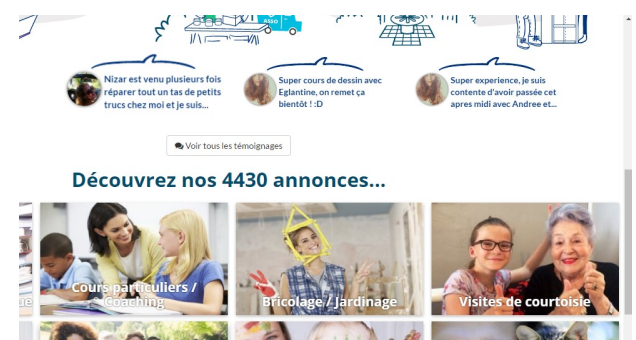 ASSO
Nizar est venu plusieurs fois
réparer tout un tas de petits
trucs chez moi et je suis...
Super cours de dessin avec
Eglantine, on remet ça
bientôt ! :D
Super experience, je suis
contente d'avoir passée cet
apres midi avec Andree et...
Voir tous les témoignages
Découvrez nos 4430 annonces...
ue
Cours particuliers /
Coaching
Bricolage / Jardinage
Visites de courtoisie